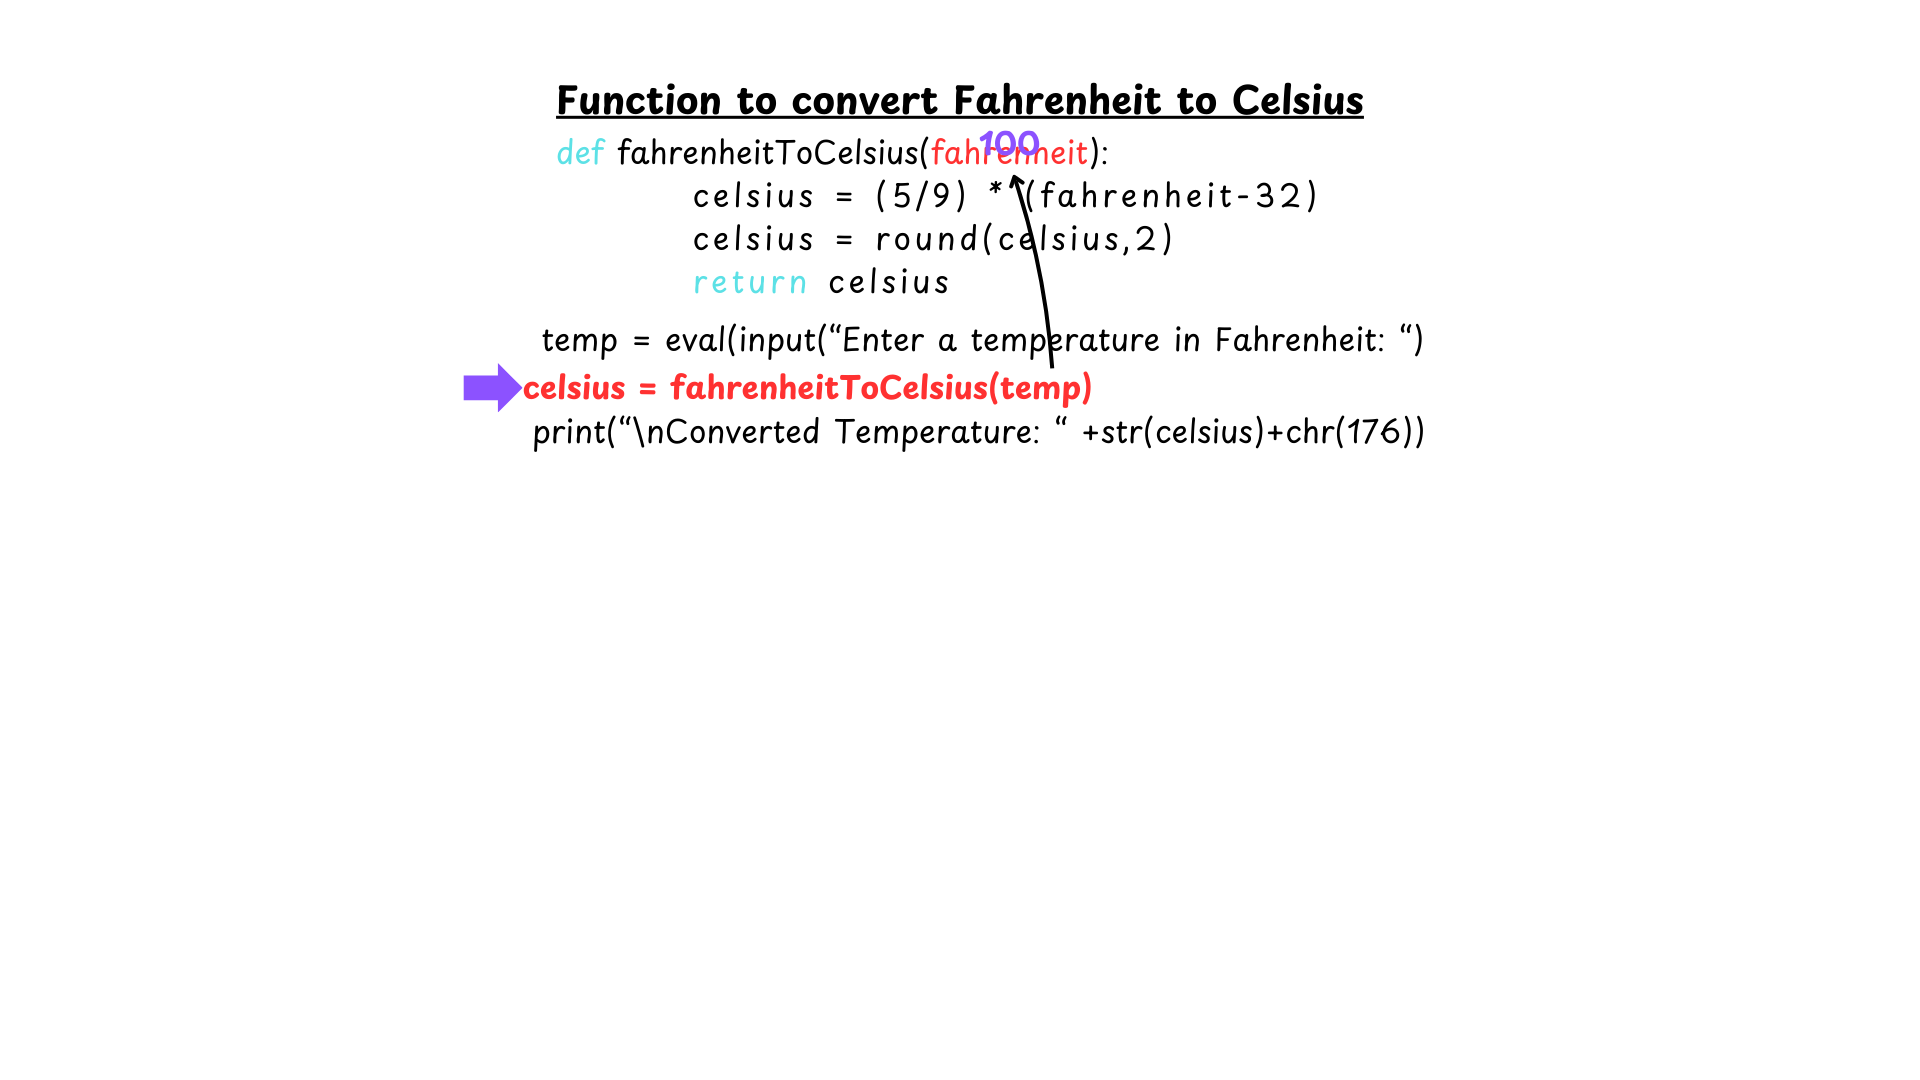 Function to convert Fahrenheit to Celsius
100
def fahrenheitToCelsius(fahrenheit):
celsius = (5/9) * (fahrenheit-32)
celsius = round(celsius,2)
return celsius
temp = eval(input(“Enter a temperature in Fahrenheit: “)
celsius = fahrenheitToCelsius(temp)
print(“\nConverted Temperature: “ +str(celsius)+chr(176))